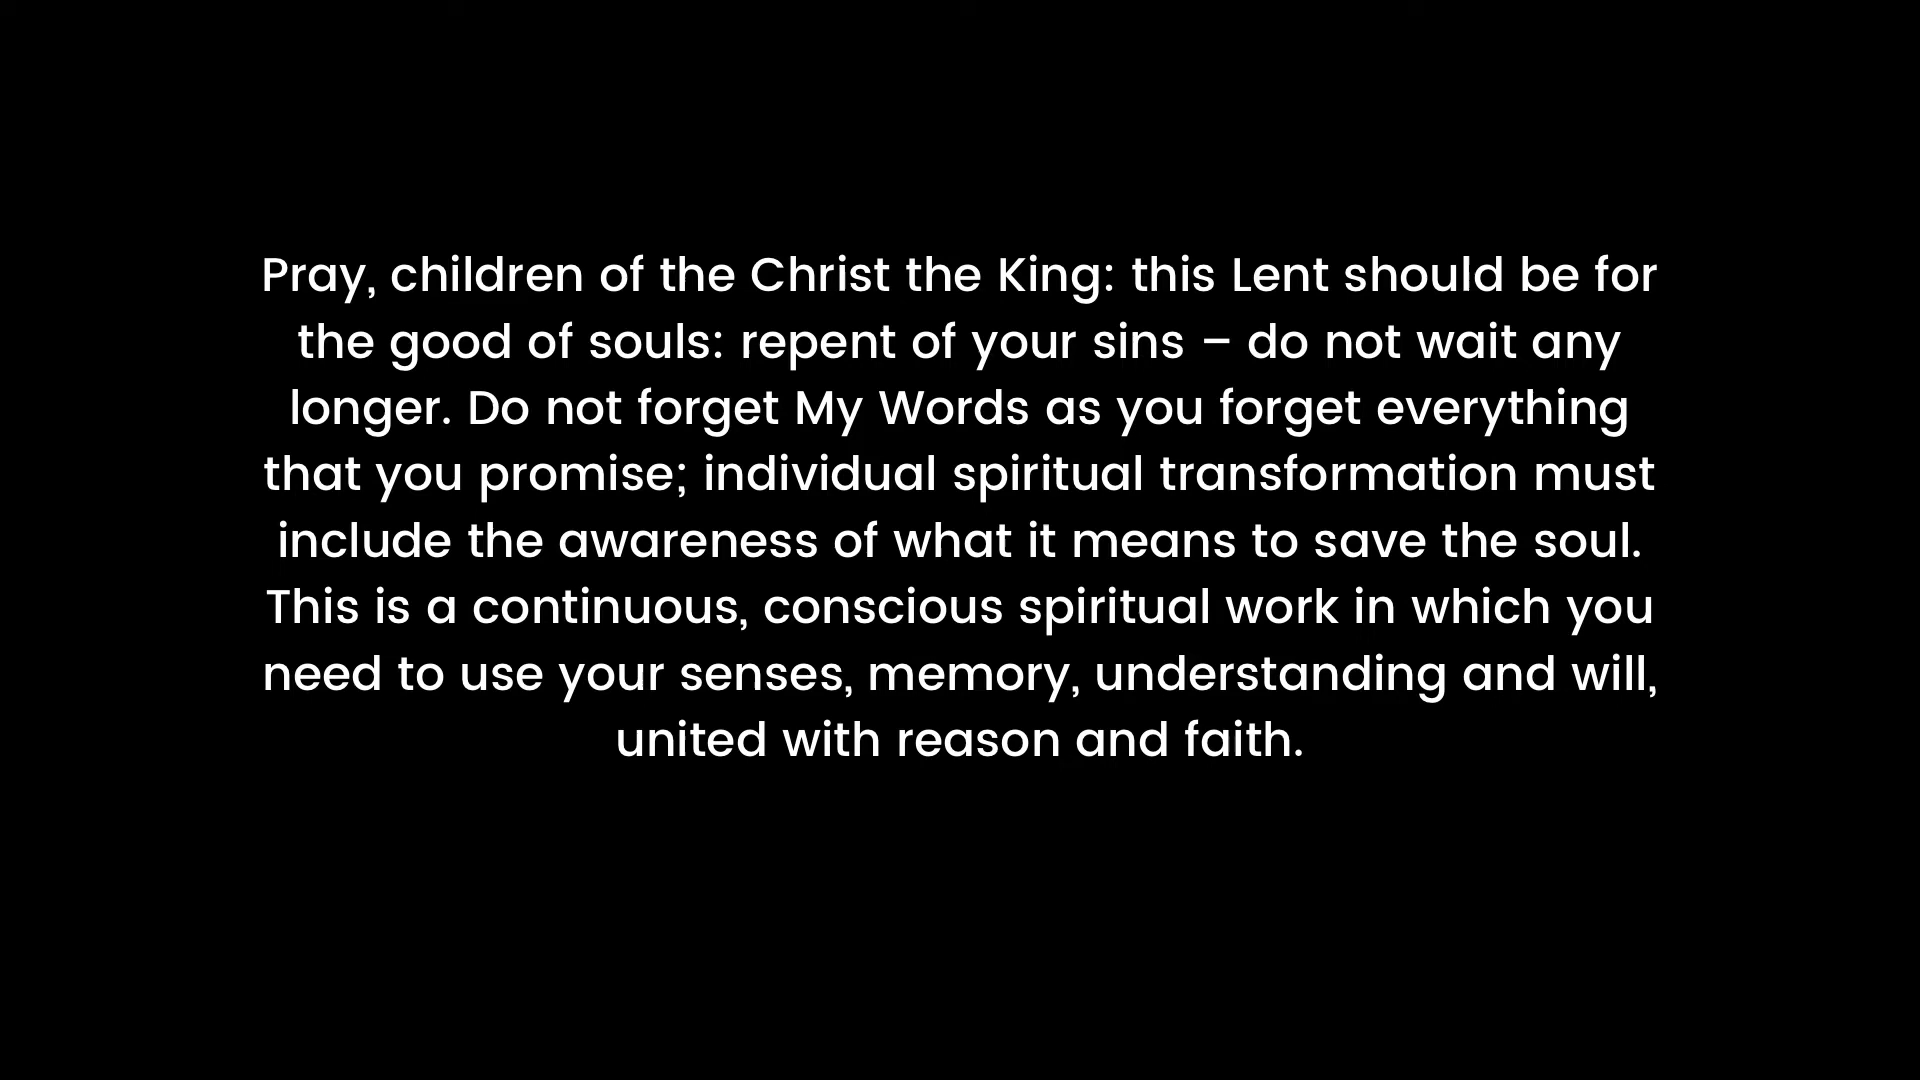 Pray, children of the Christ the King: this Lent should be for
the good of souls: repent of your sins – do not wait any
longer. Do not forget My Words as you forget everything
that you promise; individual spiritual transformation must
include the awareness of what it means to save the soul.
This is a continuous, conscious spiritual work in which you
need to use your senses, memory, understanding and will,
united with reason and faith.